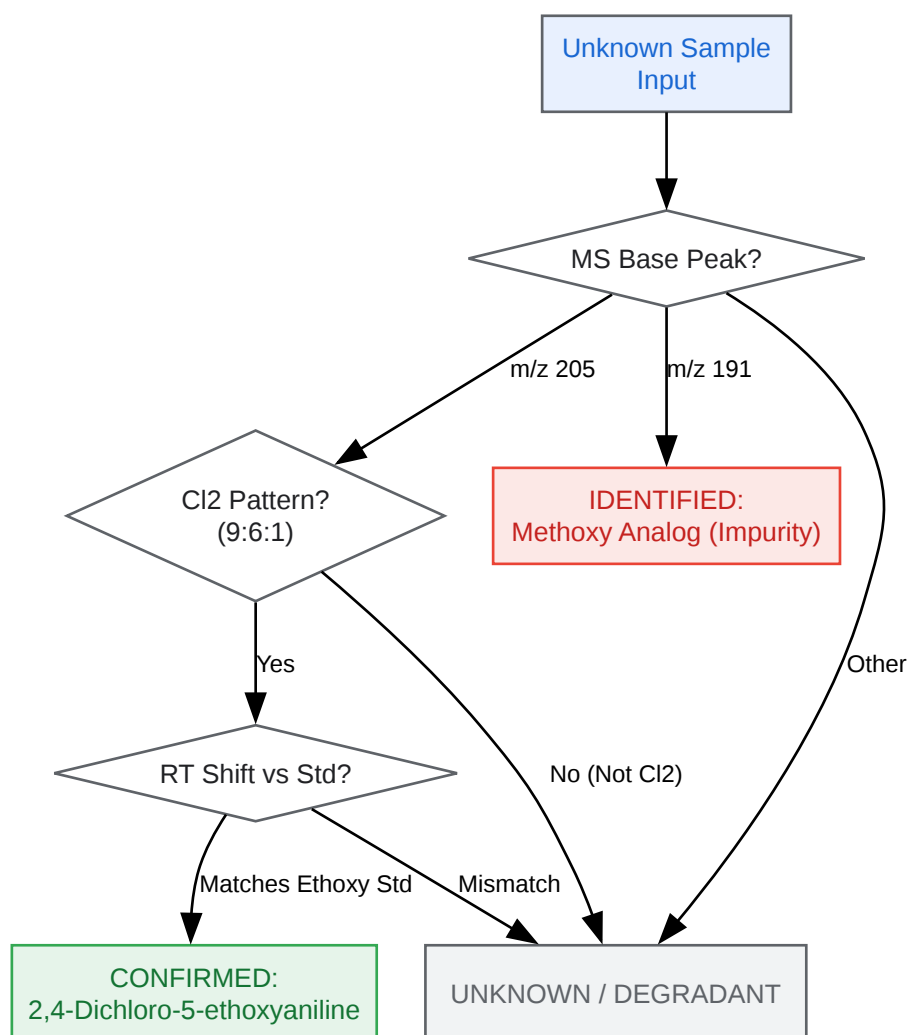 Unknown Sample
Input
MS Base Peak?
m/z 205
m/z 191
Cl2 Pattern?
(9:6:1)
IDENTIFIED:
Methoxy Analog (Impurity)
Yes
Other
RT Shift vs Std?
No (Not Cl2)
Matches Ethoxy Std
Mismatch
CONFIRMED:
2,4-Dichloro-5-ethoxyaniline
UNKNOWN / DEGRADANT